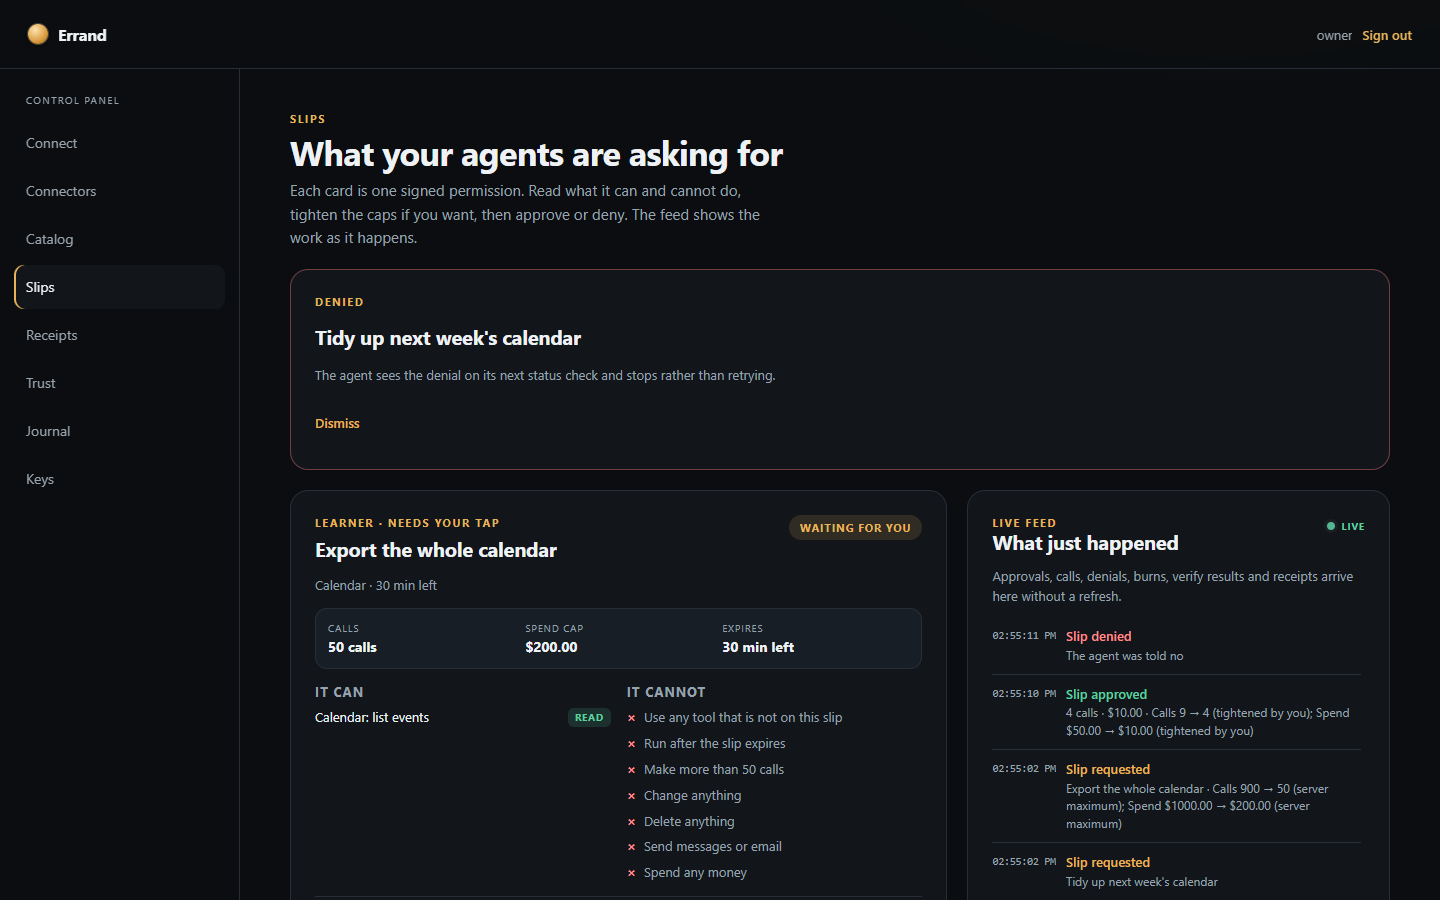 Errand
owner Sign out
CONTROL PANEL
Connect
Connectors
Catalog
Slips
Receipts
Trust
Journal
Keys
SLIPS
What your agents are asking for
Each card is one signed permission. Read what it can and cannot do,
tighten the caps if you want, then approve or deny. The feed shows the
work as it happens.
DENIED
Tidy up next week's calendar
The agent sees the denial on its next status check and stops rather than retrying.
Dismiss
LEARNER · NEEDS YOUR TAP
WAITING FOR YOU
Export the whole calendar
Calendar · 30 min left
CALLS
50 calls
SPEND CAP
$200.00
EXPIRES
30 min left
IT CAN
Calendar: list events
READ
IT CANNOT
× Use any tool that is not on this slip
× Run after the slip expires
× Make more than 50 calls
× Change anything
× Delete anything
× Send messages or email
× Spend any money
LIVE FEED
LIVE
What just happened
Approvals, calls, denials, burns, verify results and receipts arrive
here without a refresh.
02:55:11 PM Slip denied
The agent was told no
02:55:10 PM Slip approved
4 calls · $10.00 · Calls 9 → 4 (tightened by you); Spend
$50.00 → $10.00 (tightened by you)
02:55:02 PM Slip requested
Export the whole calendar · Calls 900 → 50 (server
maximum); Spend $1000.00 → $200.00 (server
maximum)
02:55:02 PM Slip requested
Tidy up next week's calendar